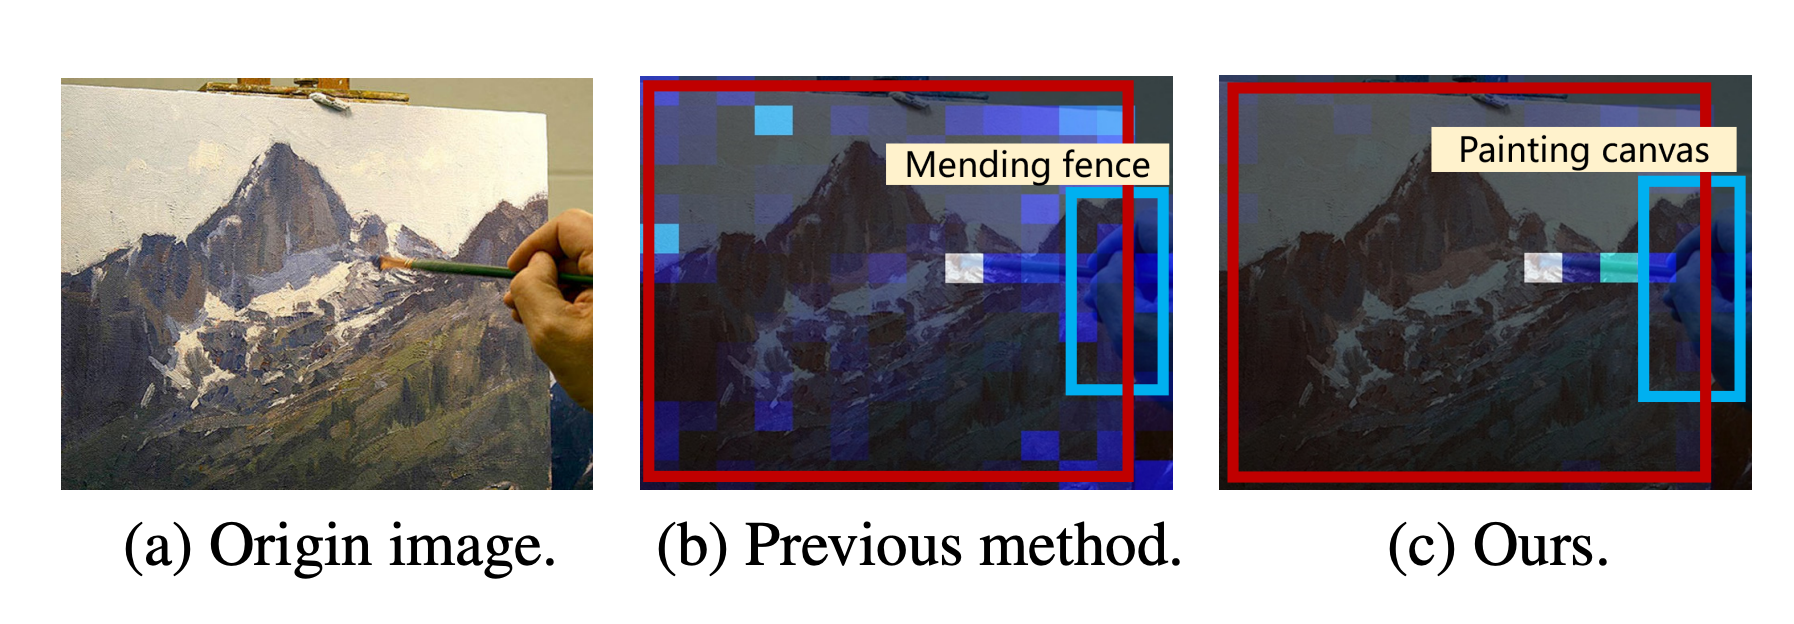 Mending fence
Painting canvas
(a) Origin image.
(b) Previous method.
(c) Ours.